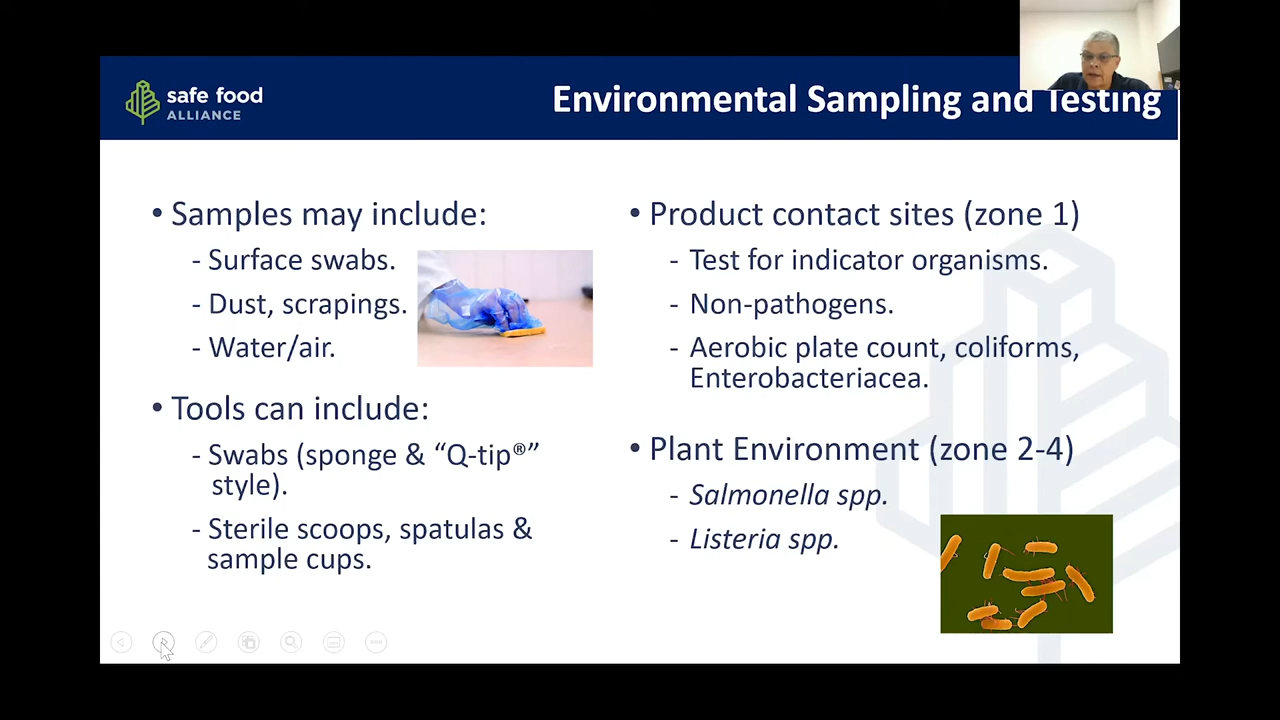 safe food
ALLIANCE
Environmental Sampling and Testing
• Samples may include:
- Surface swabs.
- Dust, scrapings.
- Water/air.
• Tools can include:
- Swabs (sponge & “Q-tip®”
style).
- Sterile scoops, spatulas &
sample cups.
• Product contact sites (zone 1)
- Test for indicator organisms.
- Non-pathogens.
- Aerobic plate count, coliforms,
Enterobacteriacea.
• Plant Environment (zone 2-4)
- Salmonella spp.
- Listeria spp.